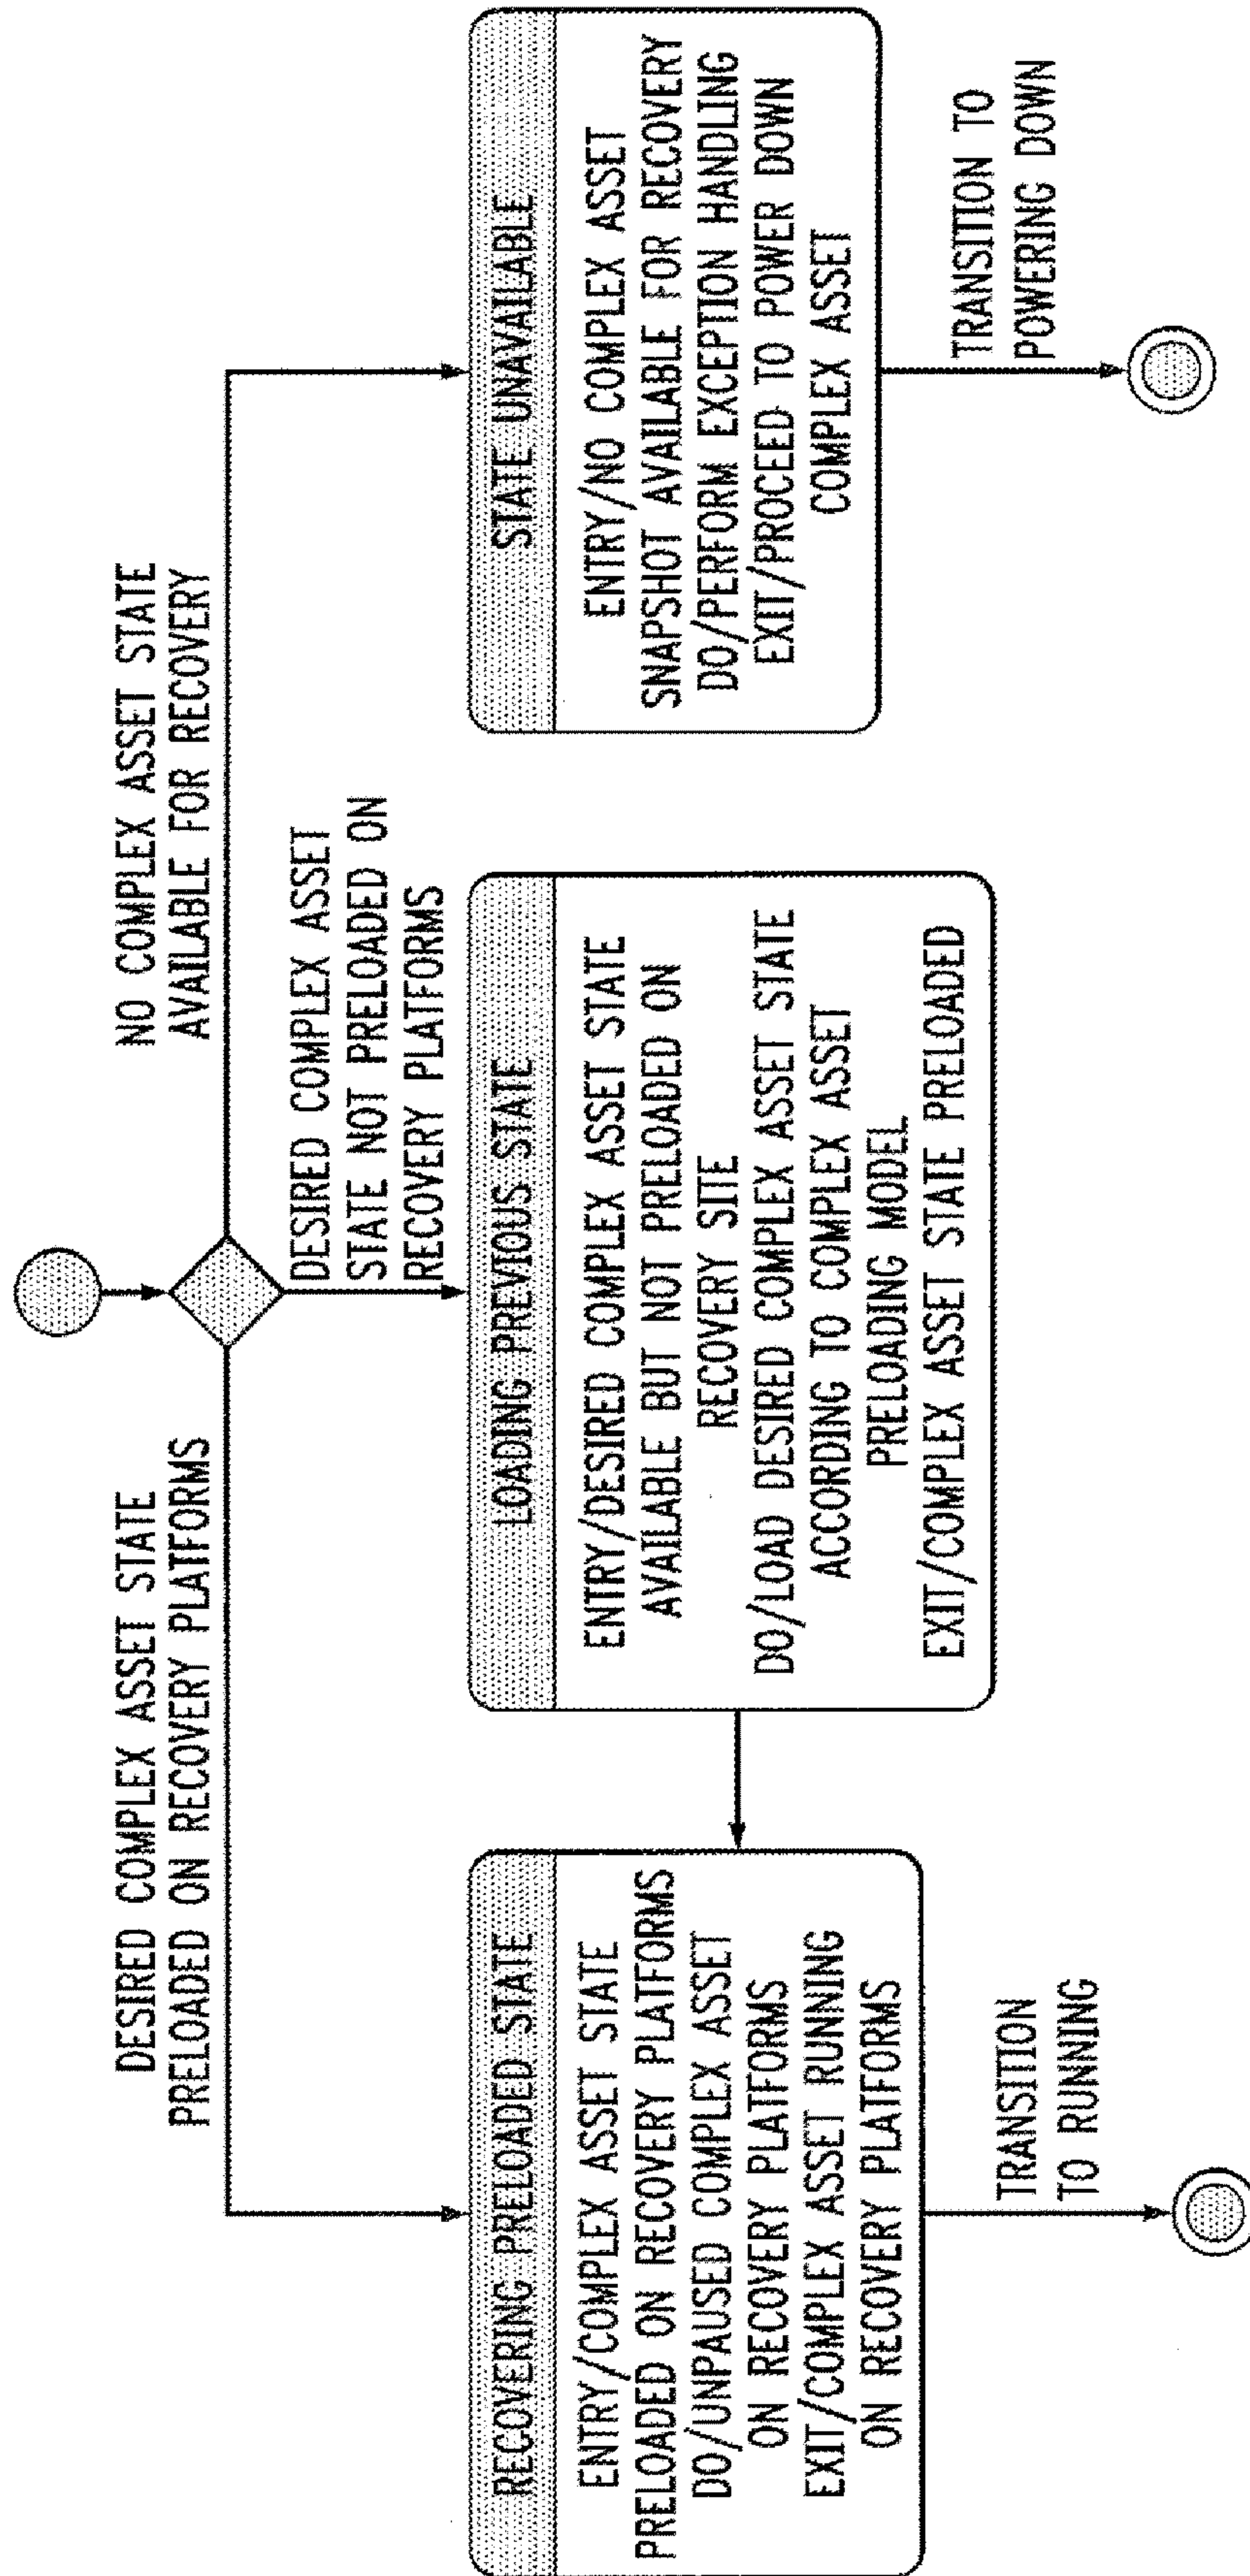 DESIRED COMPLEX ASSET STATE
PRELOADED ON RECOVERY PLATFORMS
NO COMPLEX ASSET STATE
AVAILABLE FOR RECOVERY
DESIRED COMPLEX ASSET
STATE NOT PRELOADED ON
RECOVERY PLATFORMS
RECOVERING PRELOADED STATE
ENTRY/COMPLEX ASSET STATE
PRELOADED ON RECOVERY PLATFORMS
DO/UNPAUSED COMPLEX ASSET
ON RECOVERY PLATFORMS
EXIT/COMPLEX ASSET RUNNING
ON RECOVERY PLATFORMS
LOADING PREVIOUS STATE
ENTRY/DESIRED COMPLEX ASSET STATE
AVAILABLE BUT NOT PRELOADED ON
RECOVERY SITE
DO/LOAD DESIRED COMPLEX ASSET STATE
ACCORDING TO COMPLEX ASSET
PRELOADING MODEL
EXIT/COMPLEX ASSET STATE PRELOADED
STATE UNAVAILABLE
ENTRY/NO COMPLEX ASSET
SNAPSHOT AVAILABLE FOR RECOVERY
DO/PERFORM EXCEPTION HANDLING
EXIT/PROCEED TO POWER DOWN
COMPLEX ASSET
TRANSITION
TO RUNNING
TRANSITION TO
POWERING DOWN